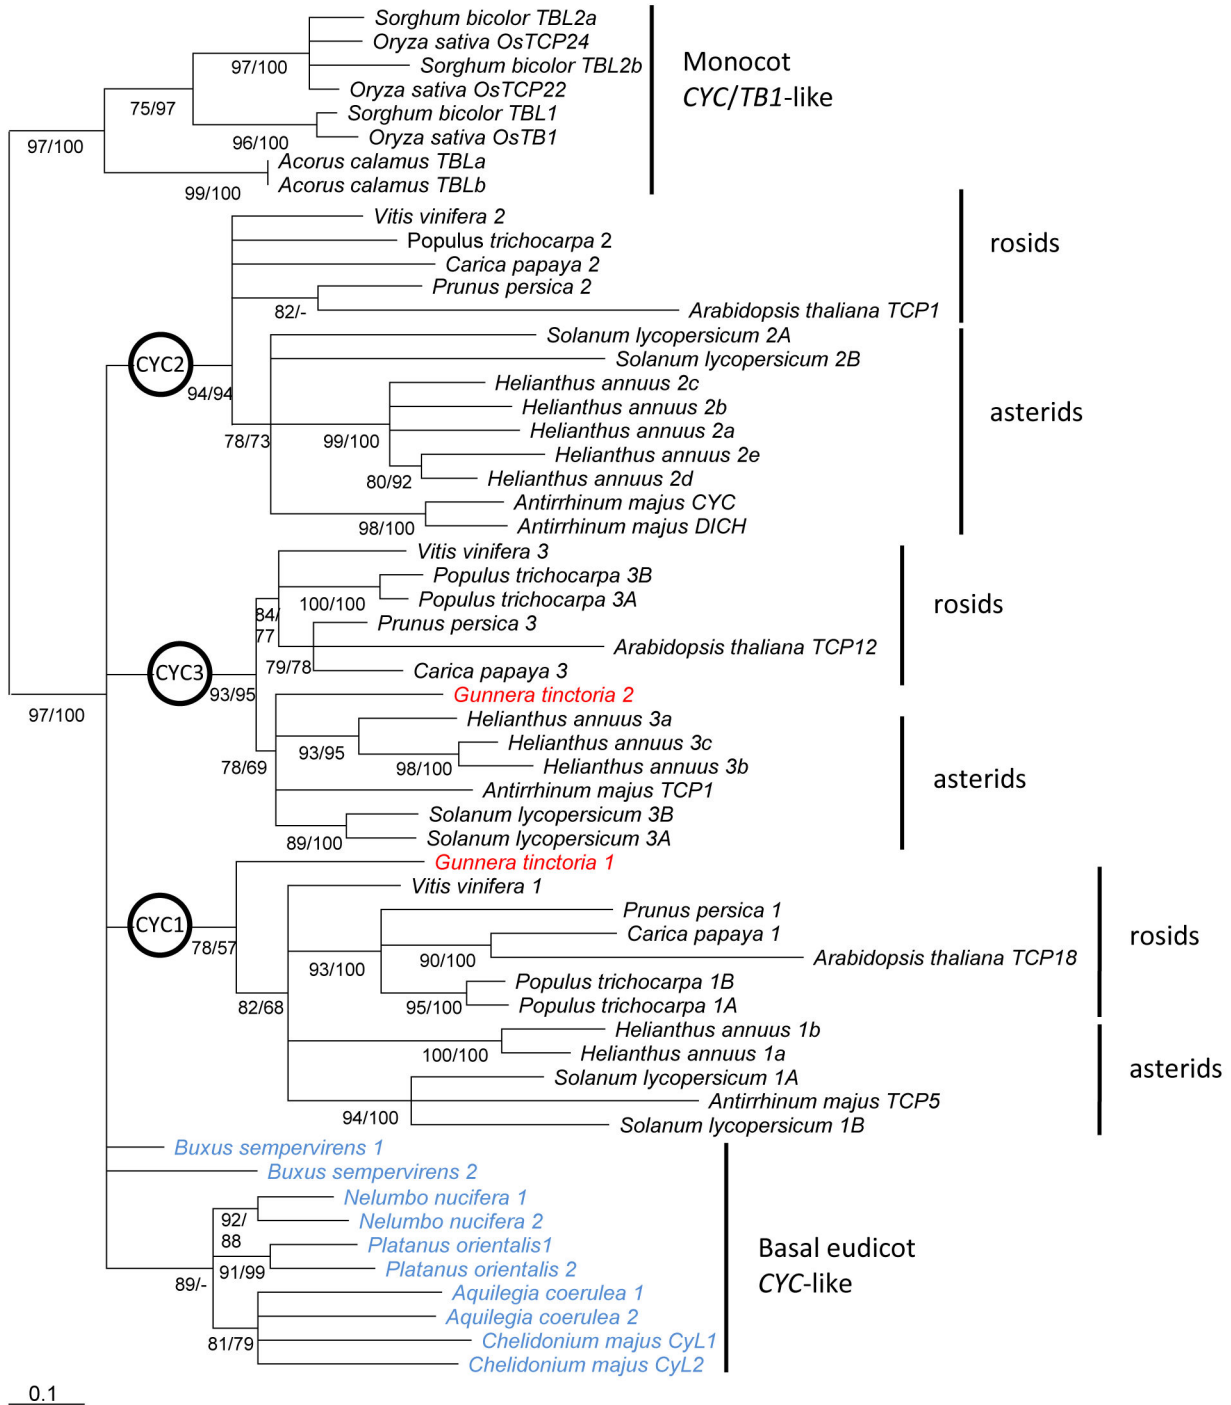 Sorghum bicolor TBL2a
Oryza sativa OsTCP24
97/100
Sorghum bicolor TBL2b
Monocot
CYC/TB1-like
Oryza sativa OsTCP22
75/97
Sorghum bicolor TBL1
97/100
96/100
Oryza sativa OsTB1
Acorus calamus TBLa
99/100
Acorus calamus TBLb
Vitis vinifera 2
Populus trichocarpa 2
rosids
Carica papaya 2
Prunus persica 2
82/-
Arabidopsis thaliana TCP1
Solanum lycopersicum 2A
CYC2
Solanum lycopersicum 2B
94/94
Helianthus annuus 2c
Helianthus annuus 2b
asterids
78/73
99/100
Helianthus annuus 2a
Helianthus annuus 2e
80/92
Helianthus annuus 2d
Antirrhinum majus CYC
98/100
Antirrhinum majus DICH
Vitis vinifera 3
Populus trichocarpa 3B
100/100
Populus trichocarpa 3A
rosids
84/
77
Prunus persica 3
Arabidopsis thaliana TCP12
79/78
CYC3
Carica papaya 3
93/95
Gunnera tinctoria 2
97/100
Helianthus annuus 3a
93/95
Helianthus annuus 3c
78/69
98/100
Helianthus annuus 3b
asterids
Antirrhinum majus TCP1
Solanum lycopersicum 3B
89/100
Solanum lycopersicum 3A
Gunnera tinctoria 1
Vitis vinifera 1
Prunus persica 1
CYC1
Carica papaya 1
rosids
78/57
93/100
90/100
Arabidopsis thaliana TCP18
Populus trichocarpa 1B
82/68
95/100
Populus trichocarpa 1A
Helianthus annuus 1b
100/100
Helianthus annuus 1a
asterids
Solanum lycopersicum 1A
Antirrhinum majus TCP5
94/100
Solanum lycopersicum 1B
Buxus sempervirens 1
Buxus sempervirens 2
Nelumbo nucifera 1
92/
88
Nelumbo nucifera 2
Platanus orientalis1
Basal eudicot
CYC-like
91/99
Platanus orientalis 2
89/-
Aquilegia coerulea 1
Aquilegia coerulea 2
81/79
Chelidonium majus CyL1
Chelidonium majus CyL2
0.1